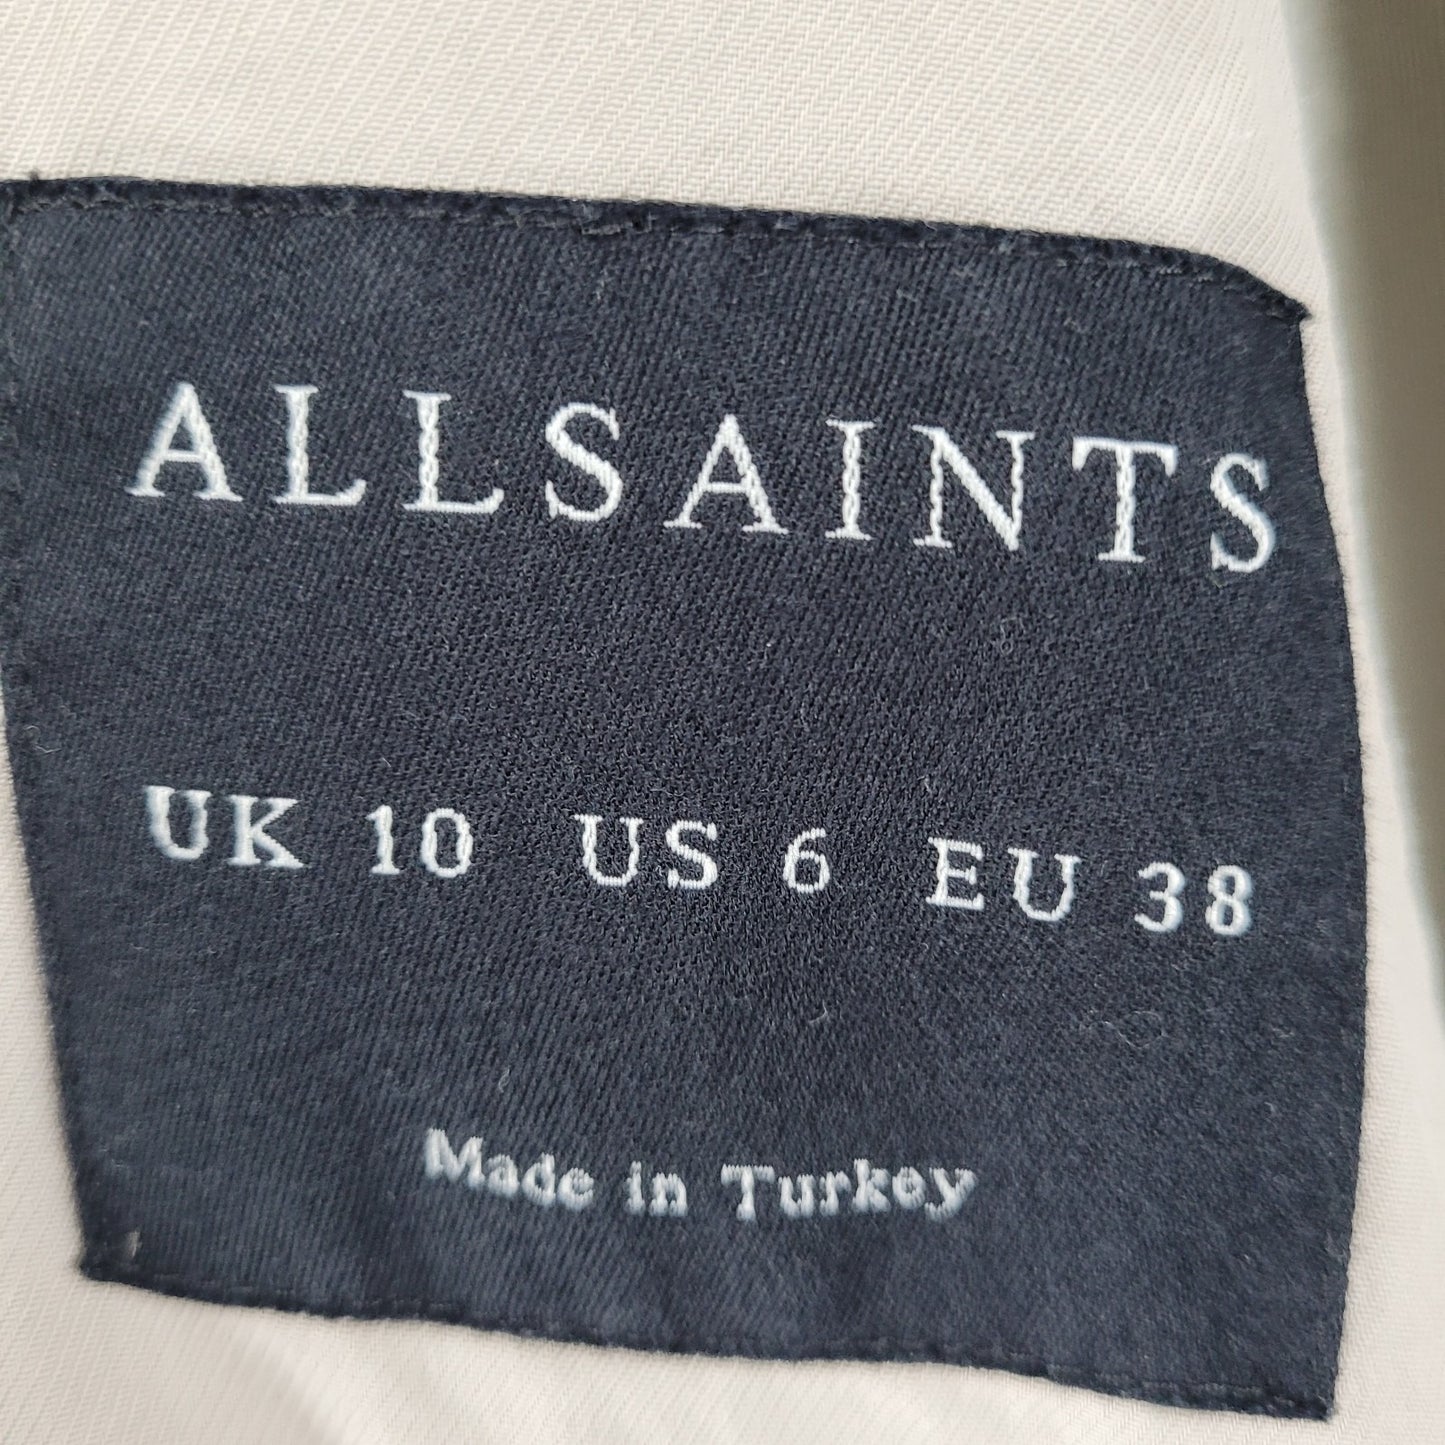 ALLSAINTS
UK 10 US 6 EU 38
Made in Turkey